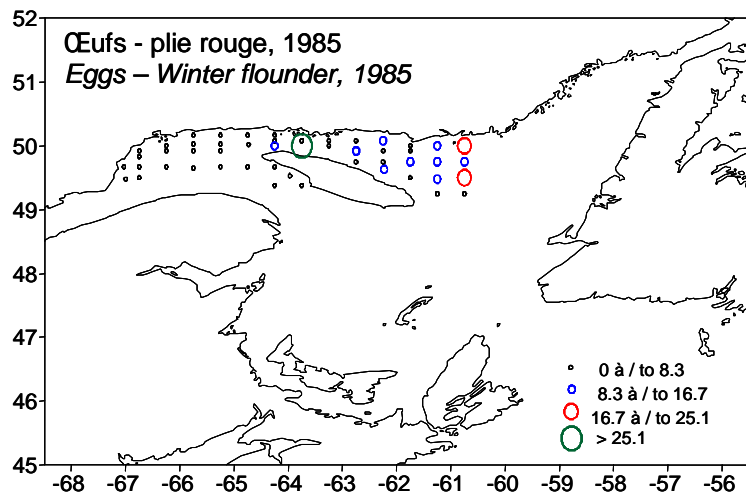 Œufs - plie rouge, 1985
Eggs – Winter flounder, 1985
52
51
50
49
48
47
46
45
0 à / to 8.3
8.3 à / to 16.7
16.7 à / to 25.1
> 25.1
-68 -67 -66 -65 -64 -63 -62 -61 -60 -59 -58 -57 -56